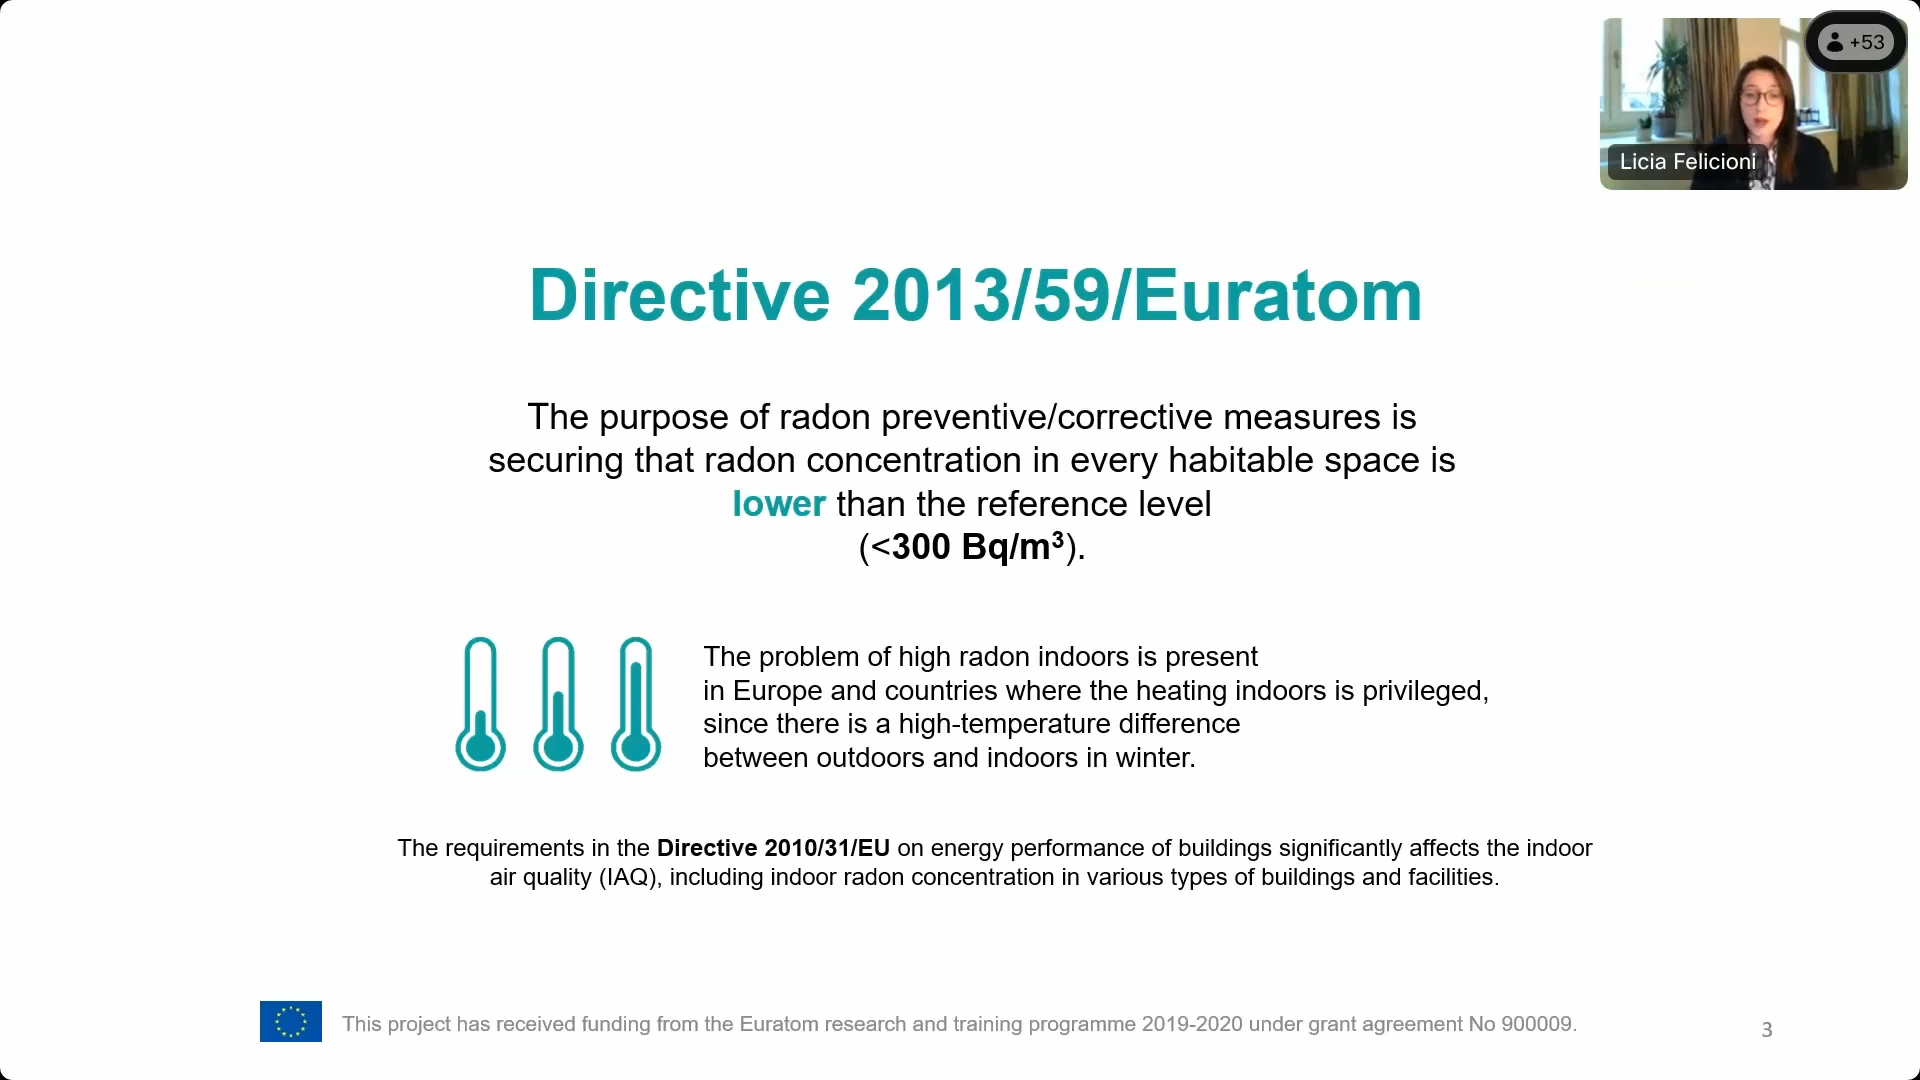 +53
Licia Felicioni
Directive 2013/59/Euratom
The purpose of radon preventive/corrective measures is
securing that radon concentration in every habitable space is
lower than the reference level
(<300 Bq/m³).
The problem of high radon indoors is present
in Europe and countries where the heating indoors is privileged,
since there is a high-temperature difference
between outdoors and indoors in winter.
The requirements in the Directive 2010/31/EU on energy performance of buildings significantly affects the indoor
air quality (IAQ), including indoor radon concentration in various types of buildings and facilities.
This project has received funding from the Euratom research and training programme 2019-2020 under grant agreement No 900009.
3